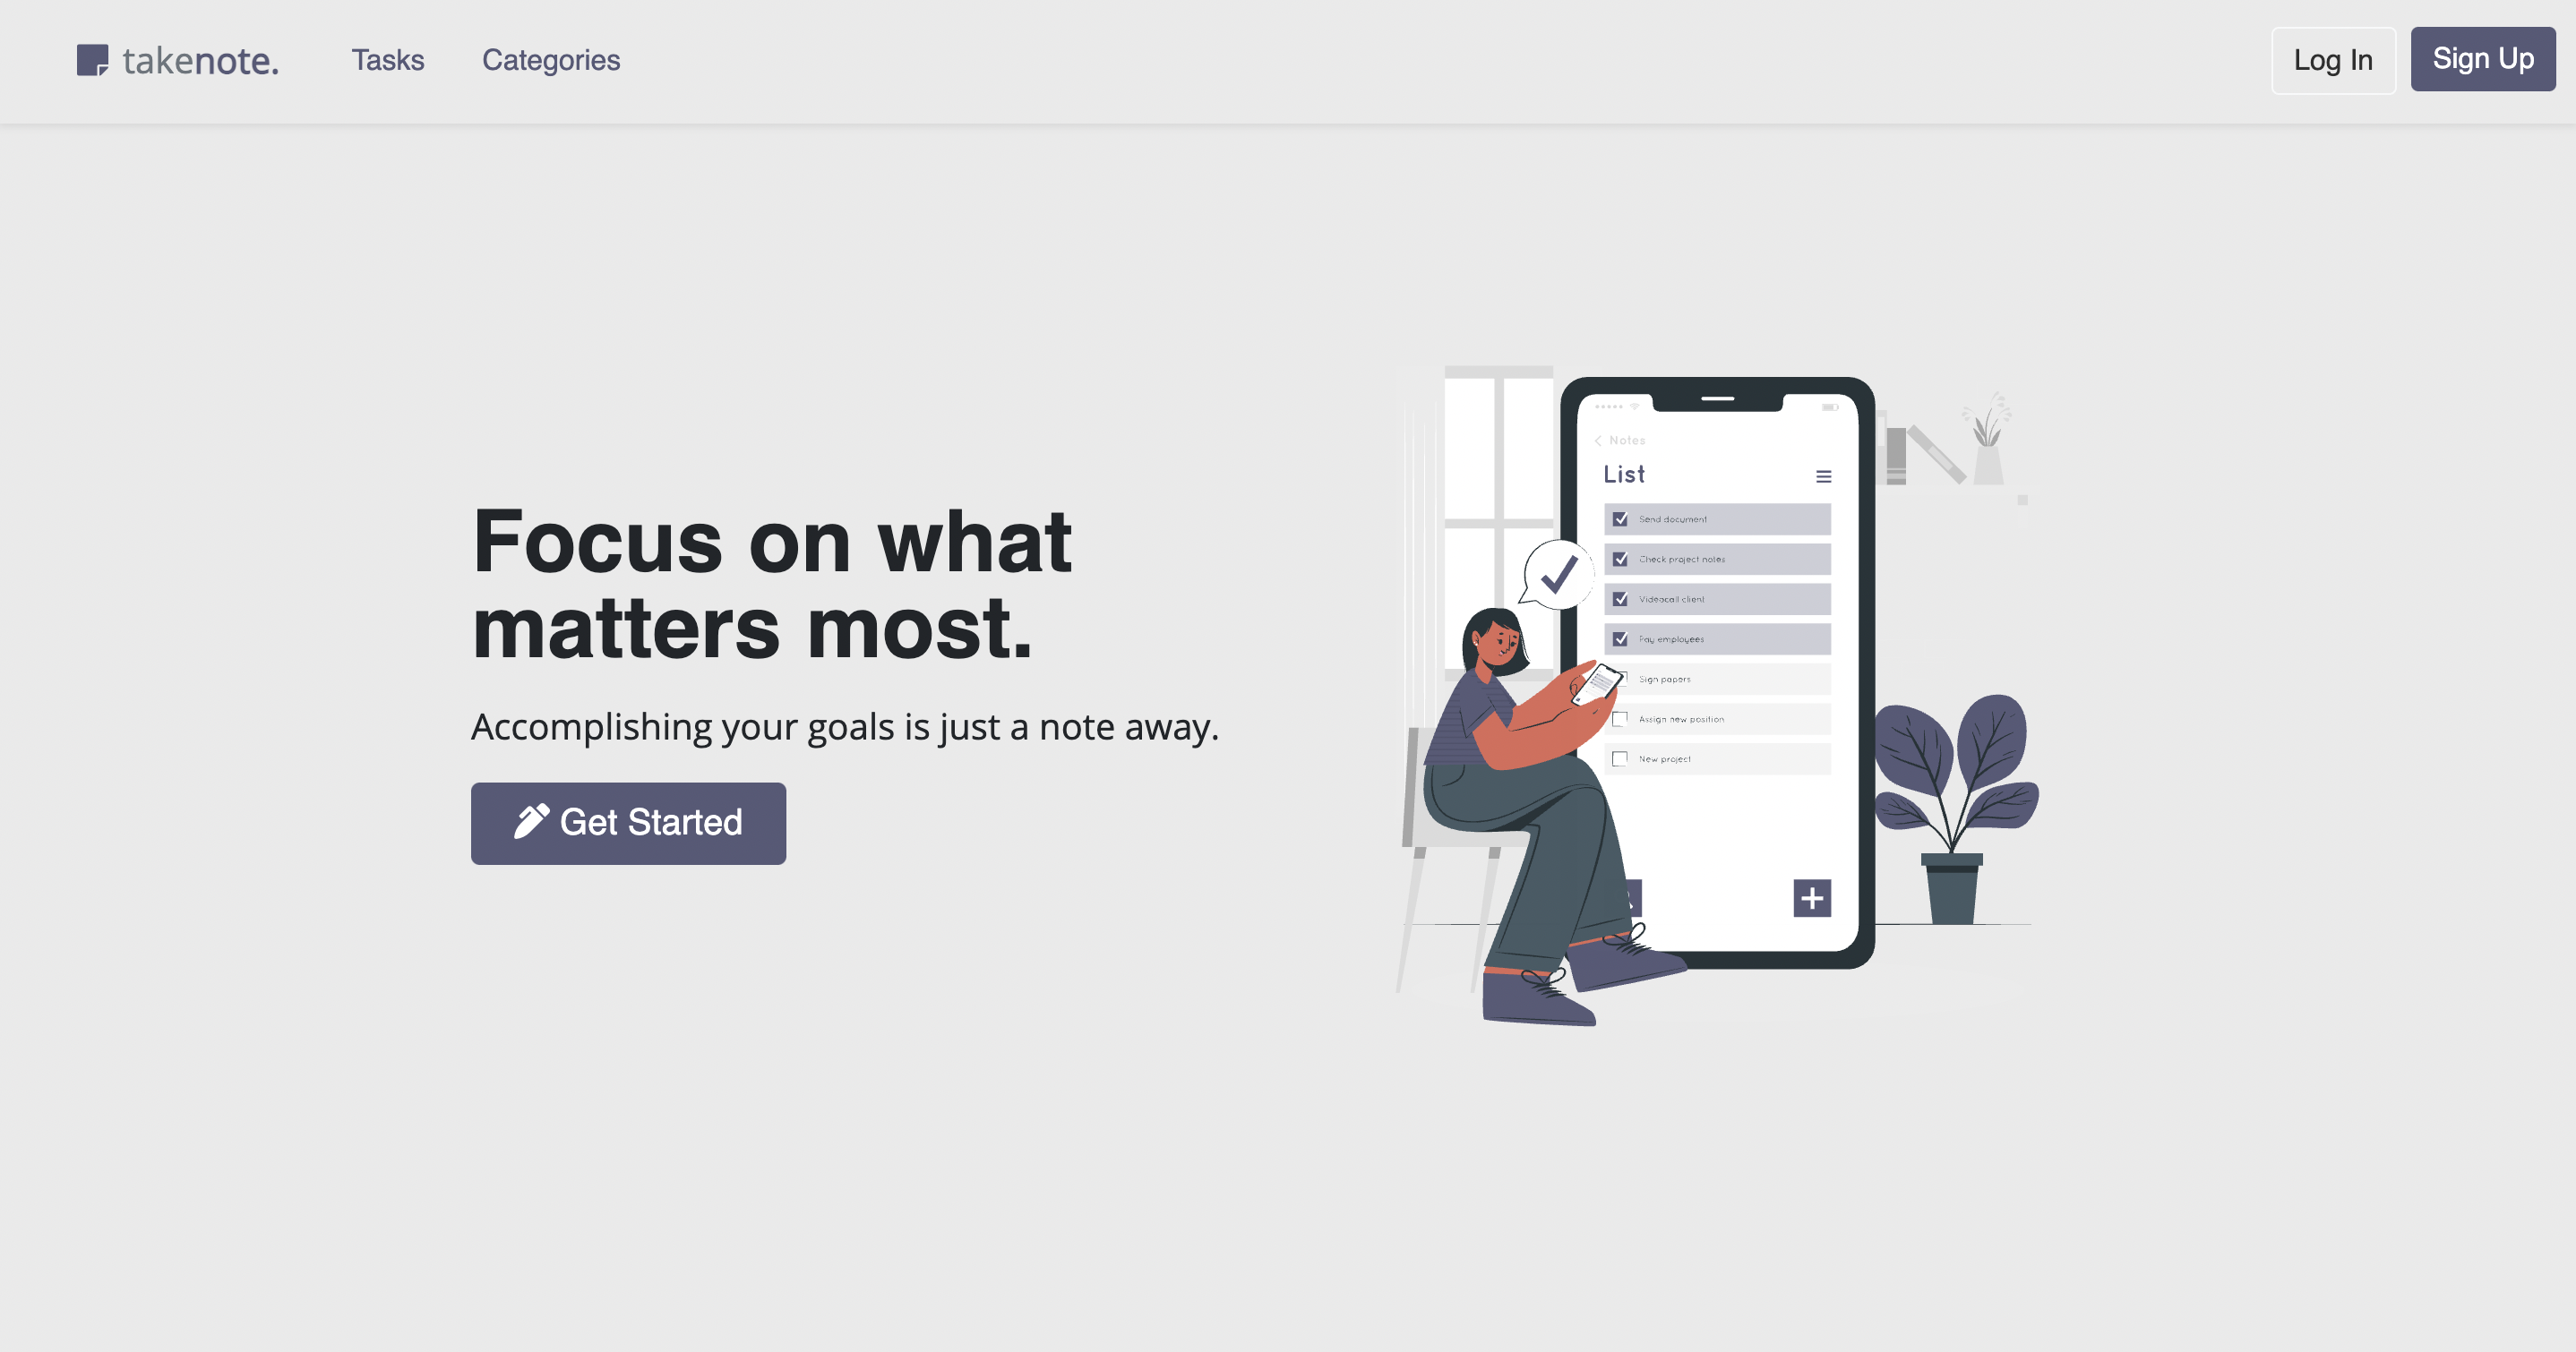 takenote.
Tasks
Categories
Log In
Sign Up
Focus on what
matters most.
Accomplishing your goals is just a note away.
Get Started
Notes
List
Send document
Check project notes
Videocall client
Pay employees
Sign papers
Assign new position
New project